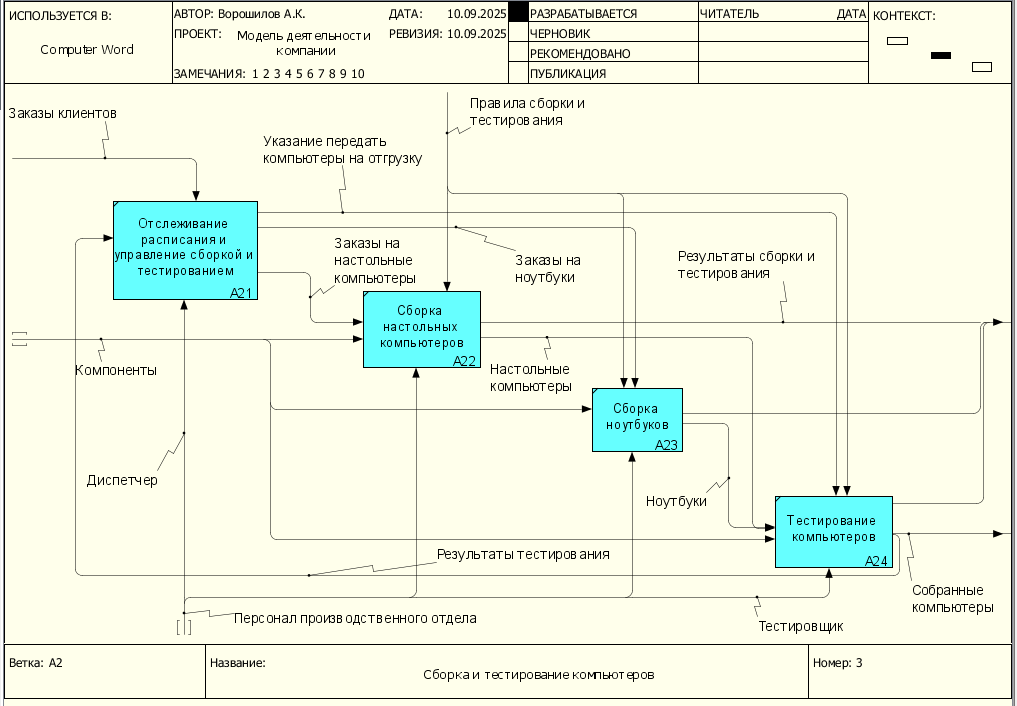 ИСПОЛЬЗУЕТСЯ В:
Computer Word
АВТОР: Ворошилов А.К.
ДАТА: 10.09.2025
ПРОЕКТ: Модель деятельности
компании
РЕВИЗИЯ: 10.09.2025
ЗАМЕЧАНИЯ: 1 2 3 4 5 6 7 8 9 10
РАЗРАБАТЫВАЕТСЯ
ЧЕРНОВИК
РЕКОМЕНДОВАНО
ПУБЛИКАЦИЯ
ЧИТАТЕЛЬ
ДАТА
КОНТЕКСТ:
Заказы клиентов
Правила сборки и
тестирования
Указание передать
компьютеры на отгрузку
Отслеживание
расписания и
управление сборкой и
тестированием
A21
Заказы на
настольные
компьютеры
Заказы на
ноутбуки
Результаты сборки и
тестирования
Сборка
настольных
компьютеров
A22
Компоненты
Настольные
компьютеры
Сборка
ноутбуков
A23
Диспетчер
Ноутбуки
Тестирование
компьютеров
A24
Результаты тестирования
Собранные
компьютеры
Персонал производственного отдела
Тестировщик
Ветка: A2
Название:
Сборка и тестирование компьютеров
Номер: 3